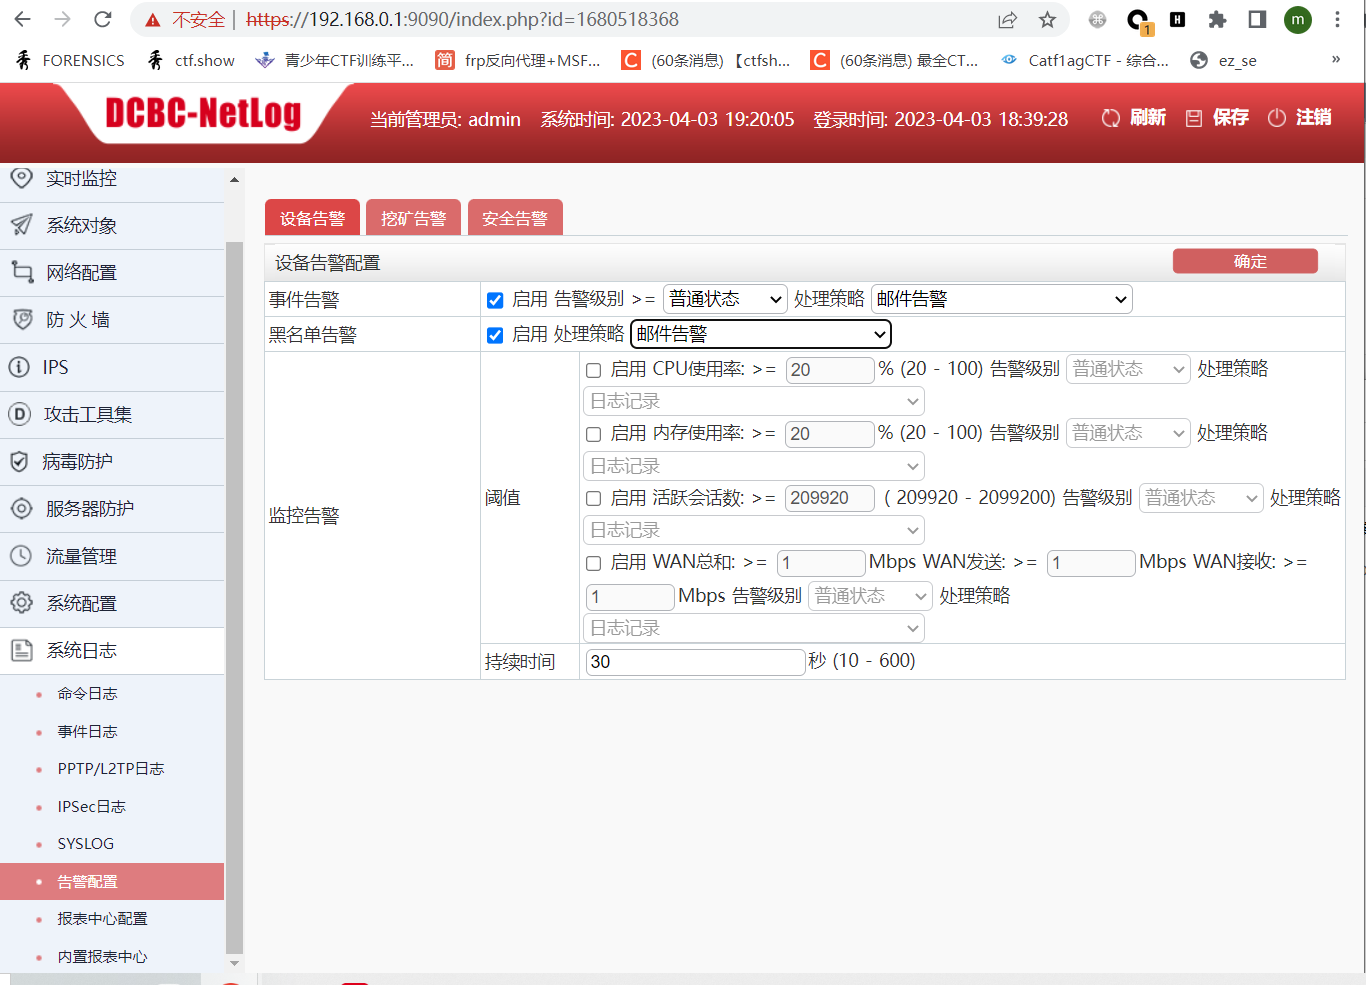 不安全 | https://192.168.0.1:9090/index.php?id=1680518368
1
H
m
FORENSICS ctf.show 青少年CTF训练平... 简 frp反向代理+MSF... C (60条消息)【ctfsh... C (60条消息) 最全CT... Catf1agCTF - 综合... ez_se »
DCBC-NetLog
当前管理员: admin 系统时间: 2023-04-03 19:20:05 登录时间: 2023-04-03 18:39:28 刷新 保存 注销
实时监控
系统对象
网络配置
防 火 墙
IPS
攻击工具集
病毒防护
服务器防护
流量管理
系统配置
系统日志
命令日志
事件日志
PPTP/L2TP日志
IPSec日志
SYSLOG
告警配置
报表中心配置
内置报表中心
设备告警 挖矿告警 安全告警
设备告警配置 确定
事件告警 启用 告警级别 >= 普通状态 处理策略 邮件告警
黑名单告警 启用 处理策略 邮件告警
监控告警
阈值
启用 CPU使用率: >= 20 % (20 - 100) 告警级别 普通状态 处理策略
日志记录
启用 内存使用率: >= 20 % (20 - 100) 告警级别 普通状态 处理策略
日志记录
启用 活跃会话数: >= 209920 ( 209920 - 2099200) 告警级别 普通状态 处理策略
日志记录
启用 WAN总和: >= 1 Mbps WAN发送: >= 1 Mbps WAN接收: >=
1 Mbps 告警级别 普通状态 处理策略
日志记录
持续时间 30 秒 (10 - 600)